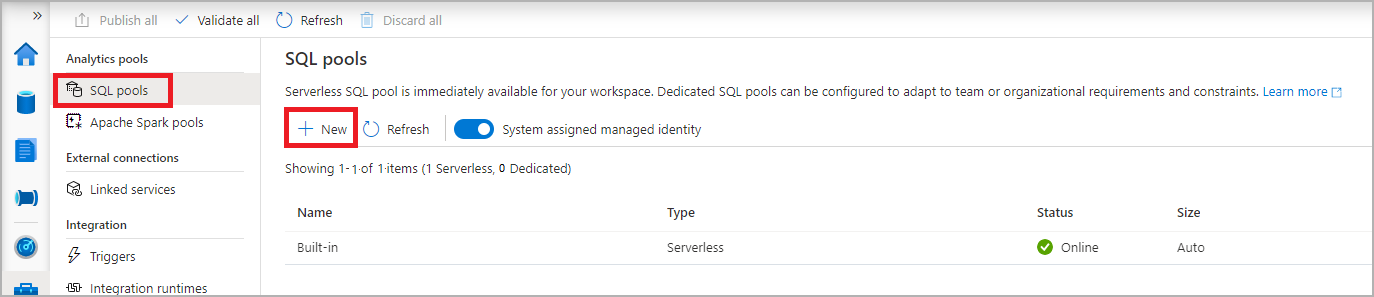 »
Publish all
Validate all
Refresh
Discard all
Analytics pools
SQL pools
Apache Spark pools
External connections
Linked services
Integration
Triggers
Integration runtimes
SQL pools
Serverless SQL pool is immediately available for your workspace. Dedicated SQL pools can be configured to adapt to team or organizational requirements and constraints. Learn more
New
Refresh
System assigned managed identity
Showing 1-1 of 1 items (1 Serverless, 0 Dedicated)
Name Type Status Size
Built-in Serverless Online Auto